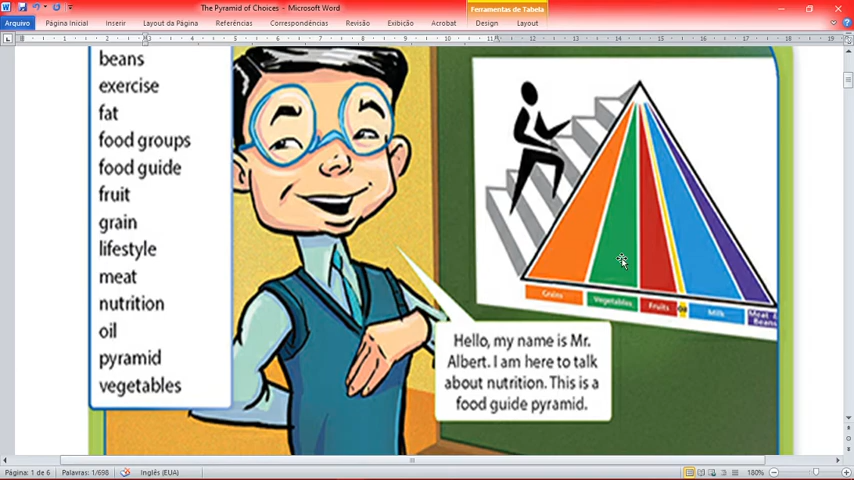 The Pyramid of Choices - Microsoft Word
Ferramentas de Tabela
Arquivo
Página Inicial
Inserir
Layout da Página
Referências
Correspondências
Revisão
Exibicão
Acrobat
Design
Layout
beans
exercise
fat
food groups
food guide
fruit
grain
lifestyle
meat
nutrition
oil
pyramid
vegetables
Grains
Vegetables
Fruits
Oil
Milk
Meat &
Beans
Hello, my name is Mr.
Albert. I am here to talk
about nutrition. This is a
food guide pyramid.
Página: 1 de 6
Palavras: 1/698
Inglês (EUA)
180%